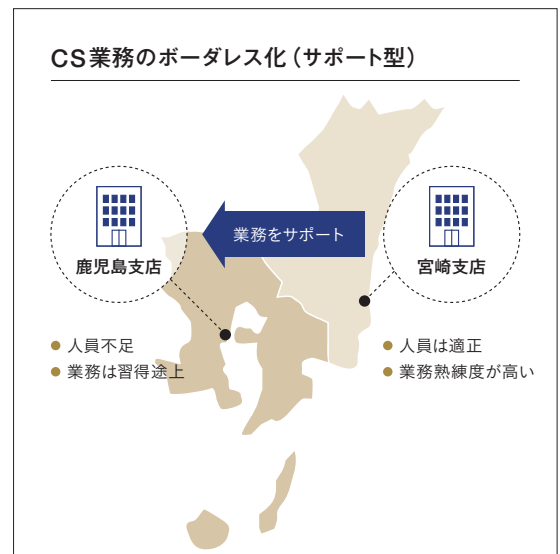 CS業務のボーダレス化（サポート型）
業務をサポート
鹿児島支店
宮崎支店
● 人員不足
● 業務は習得途上
● 人員は適正
● 業務熟練度が高い